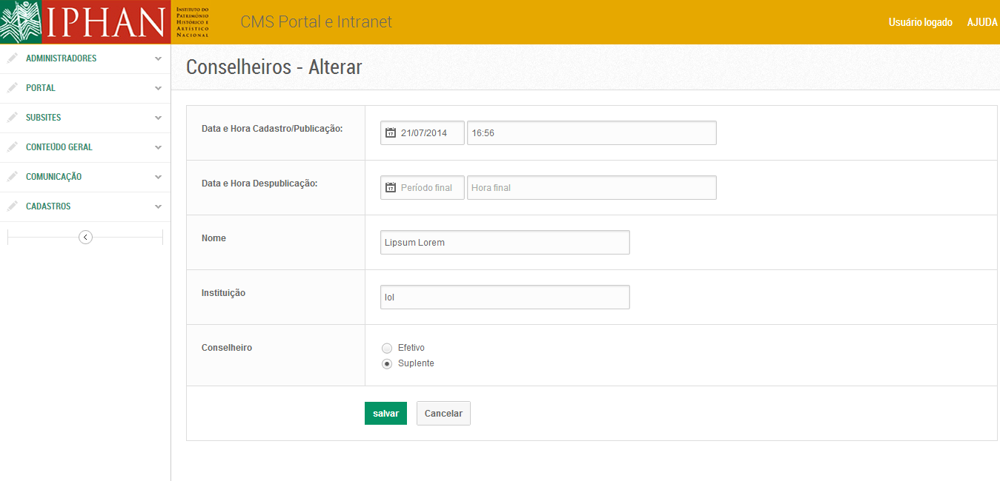 IPHAN
INSTITUTO DO
PATRIMÔNIO
HISTÓRICO E
ARTÍSTICO
NACIONAL
CMS Portal e Intranet
Usuário logado
AJUDA
ADMINISTRADORES
PORTAL
SUBSITES
CONTEÚDO GERAL
COMUNICAÇÃO
CADASTROS
Conselheiros - Alterar
Data e Hora Cadastro/Publicação:
17 21/07/2014 16:56
Data e Hora Despublicação:
17 Período final Hora final
Nome
Lipsum Lorem
Instituição
lol
Conselheiro
Efetivo
Suplente
salvar Cancelar